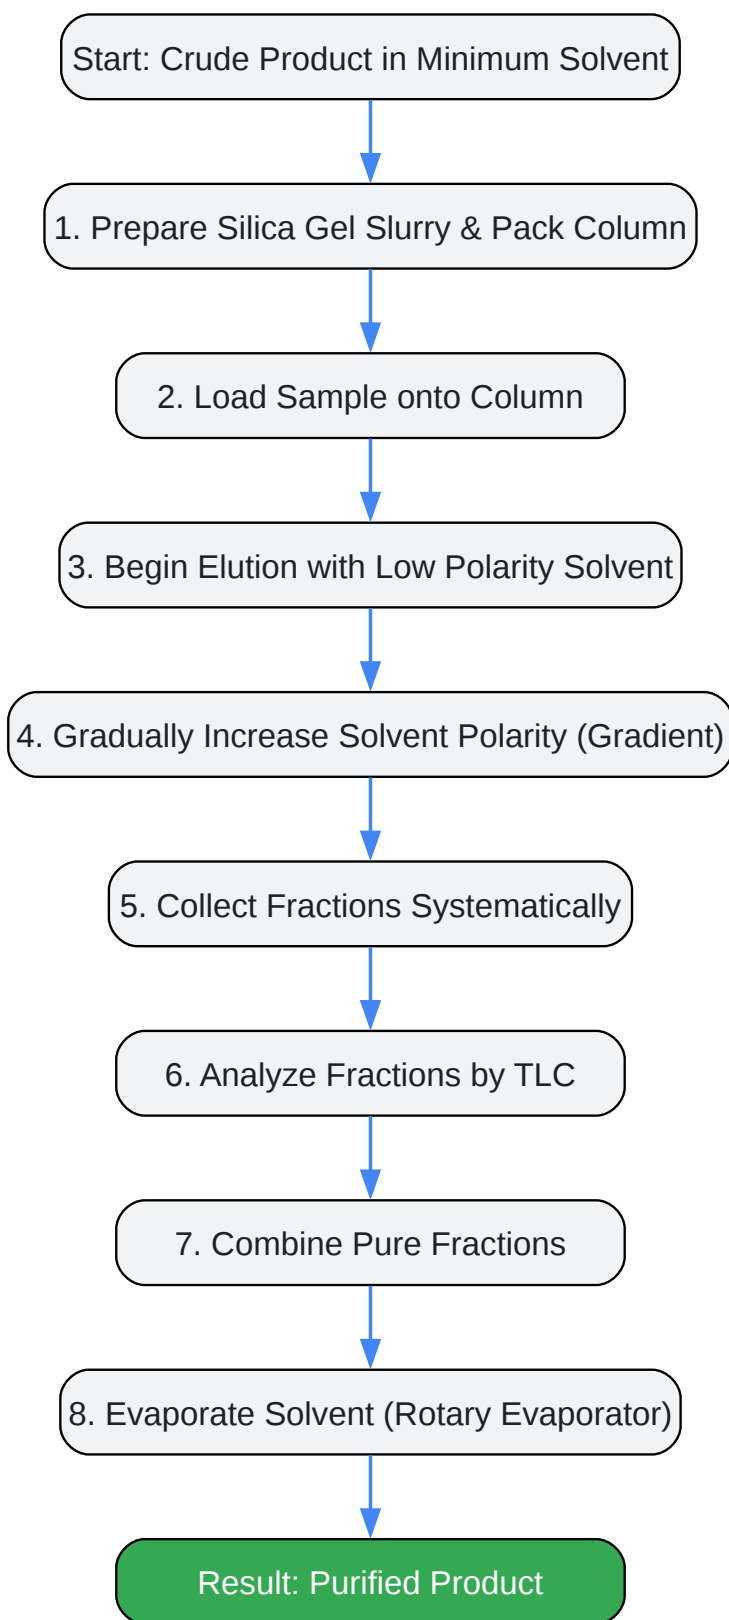 Start: Crude Product in Minimum Solvent
1. Prepare Silica Gel Slurry & Pack Column
2. Load Sample onto Column
3. Begin Elution with Low Polarity Solvent
4. Gradually Increase Solvent Polarity (Gradient)
5. Collect Fractions Systematically
6. Analyze Fractions by TLC
7. Combine Pure Fractions
8. Evaporate Solvent (Rotary Evaporator)
Result: Purified Product